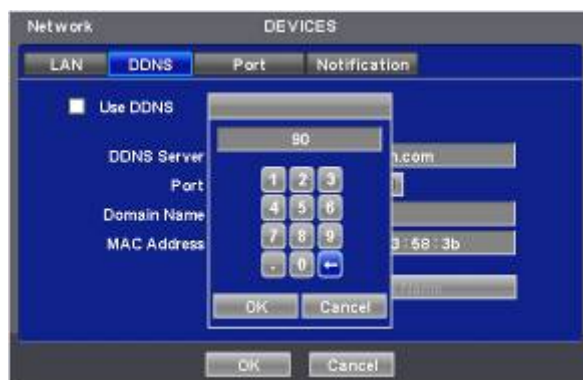 Network DEVICES
LAN DDNS Port Notification
Use DDNS
90
DDNS Server .com
Port
1 2 3
Domain Name
4 5 6
MAC Address 3 : 58 : 3b
7 8 9
. 0 ←
OK Cancel
OK Cancel